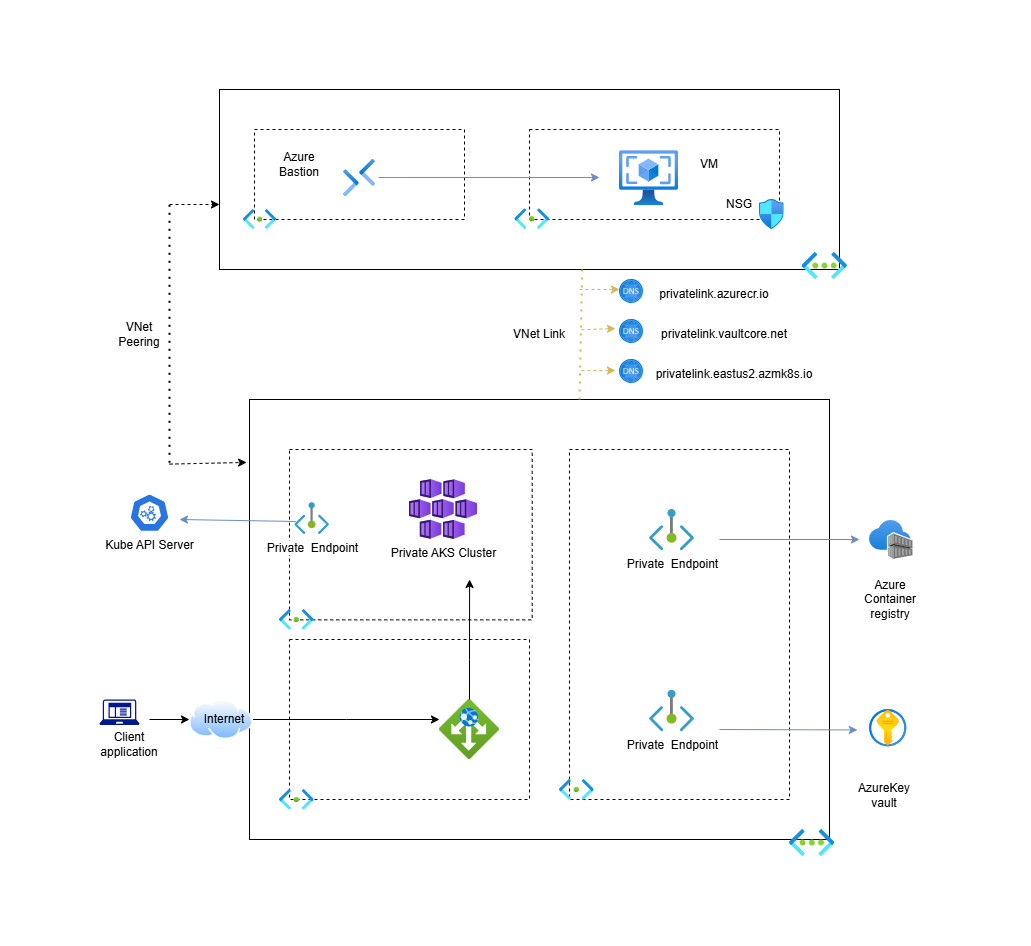 Azure
Bastion
VM
NSG
DNS
privatelink.azurecr.io
VNet
Peering
VNet Link
DNS
privatelink.vaultcore.net
DNS
privatelink.eastus2.azmk8s.io
Kube API Server
Private Endpoint
Private AKS Cluster
Private Endpoint
Azure
Container
registry
Client
application
Internet
Private Endpoint
AzureKey
vault